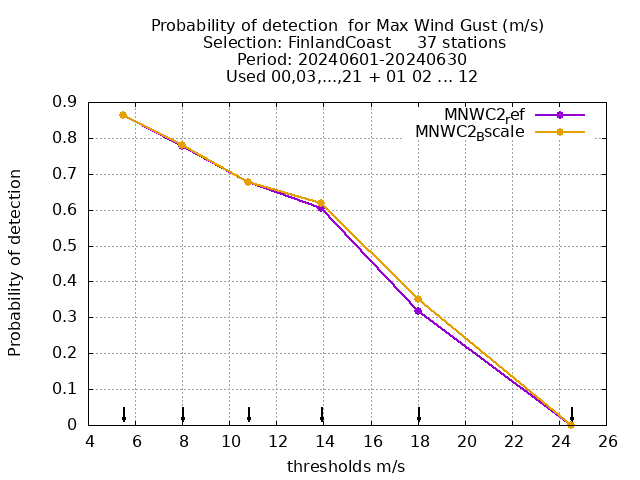 Probability of detection  for Max Wind Gust (m/s)
Selection: FinlandCoast     37 stations
Period: 20240601-20240630
Used 00,03,...,21 + 01 02 ... 12
MNWC2_ref
MNWC2_Bscale
Probability of detection
0.9
0.8
0.7
0.6
0.5
0.4
0.3
0.2
0.1
0
4 6 8 10 12 14 16 18 20 22 24 26
thresholds m/s